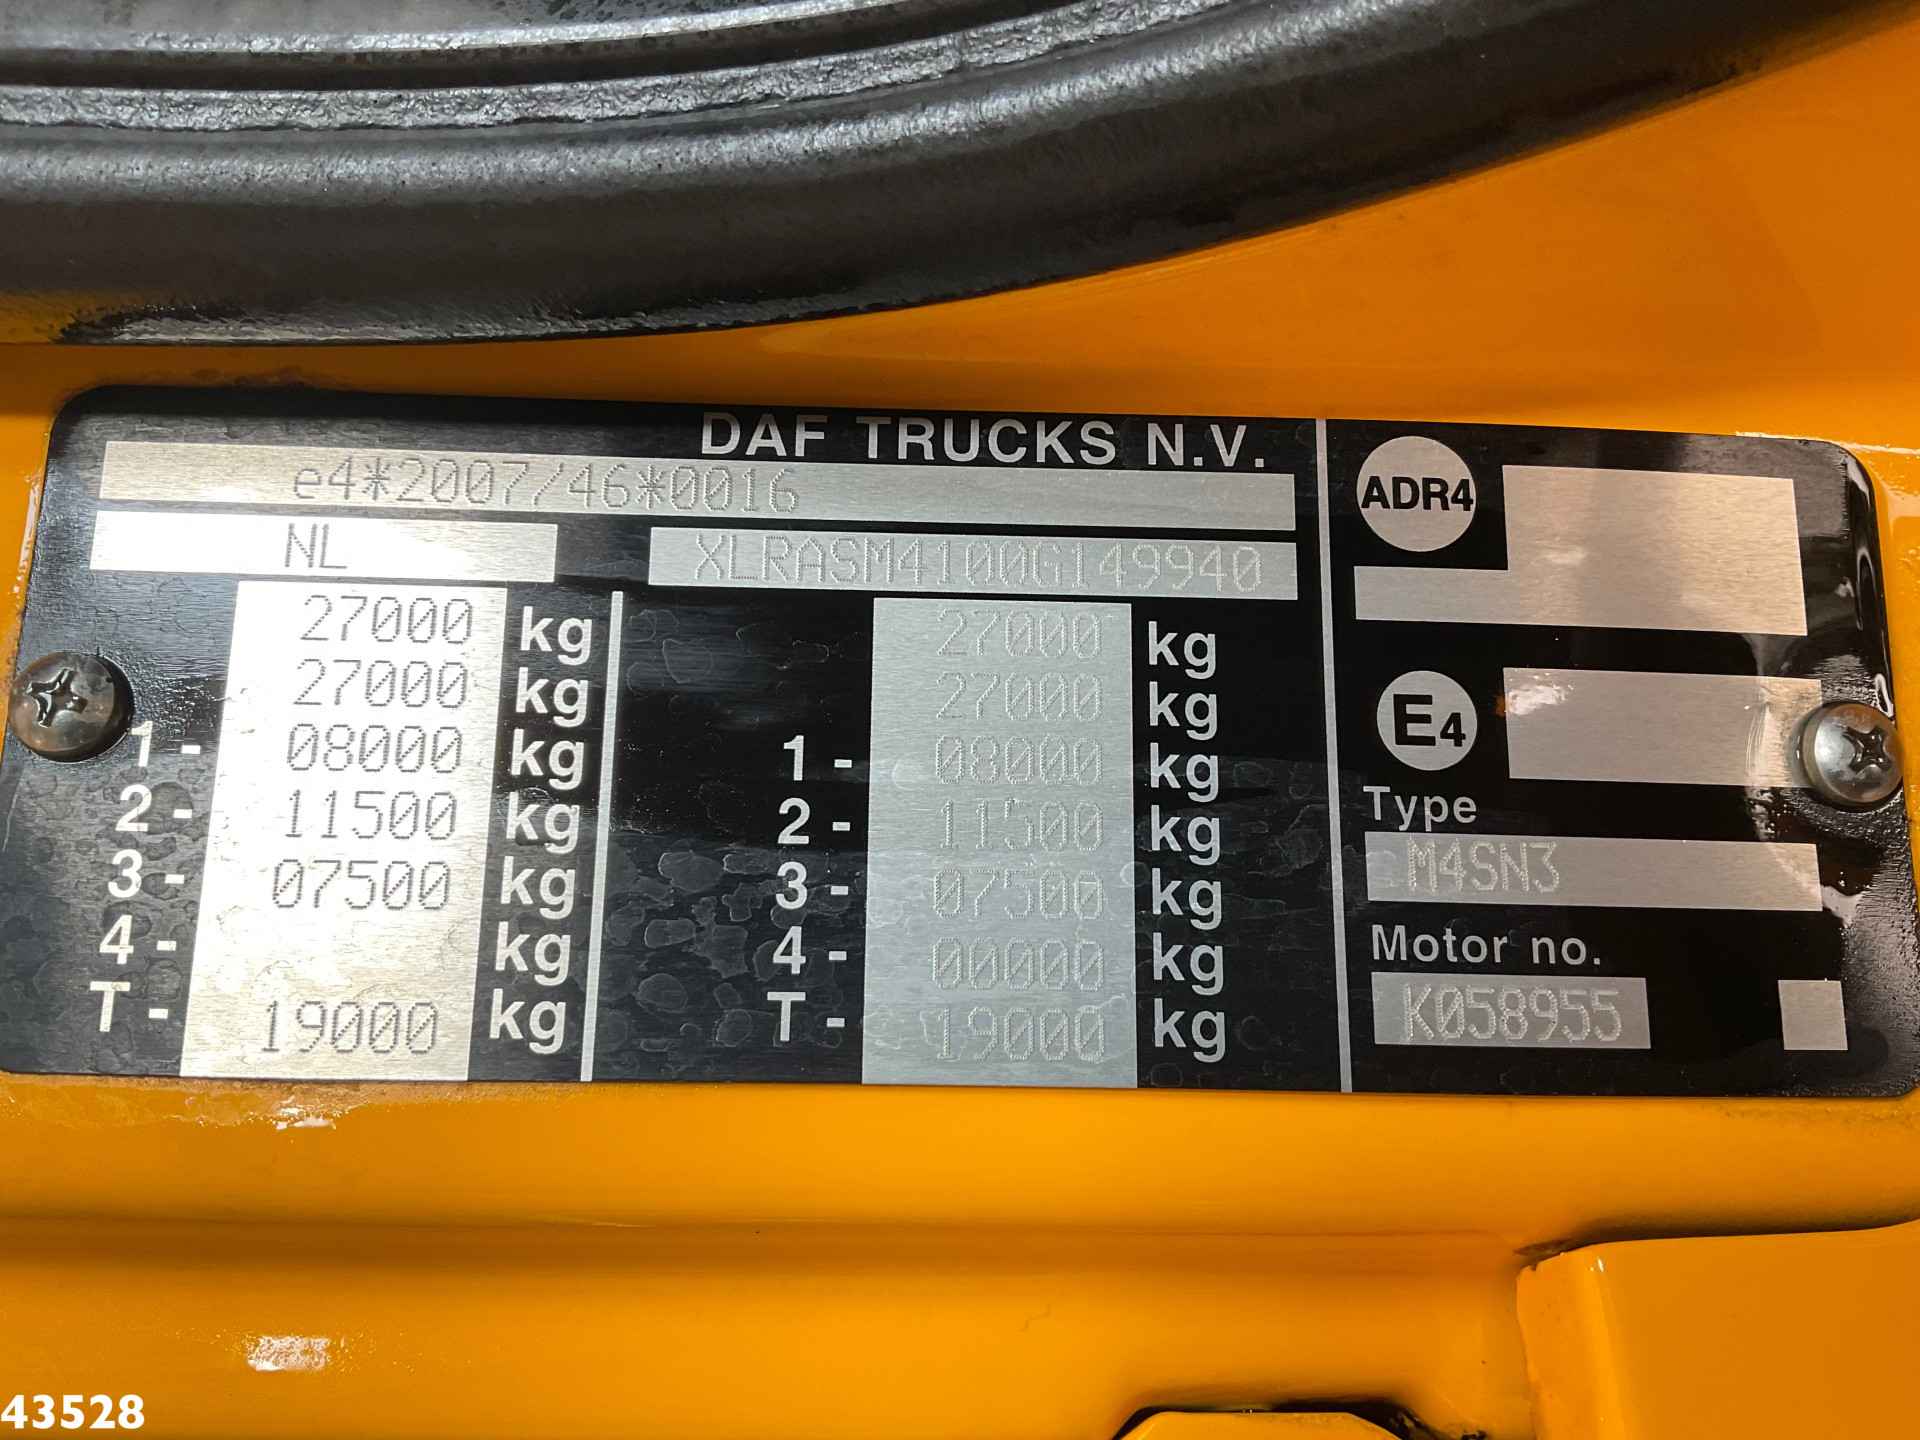 DAF TRUCKS N.V.
e4*2007/46*0016
NL XLRASM4100G149940
27000 kg 27000 kg
27000 kg 27000 kg
1- 08000 kg 1- 08000 kg
2- 11500 kg 2- 11500 kg
3- 07500 kg 3- 07500 kg
4- kg 4- 00000 kg
T- 19000 kg T- 19000 kg
ADR4
E4
Type
M4SN3
Motor no.
K058955
43528